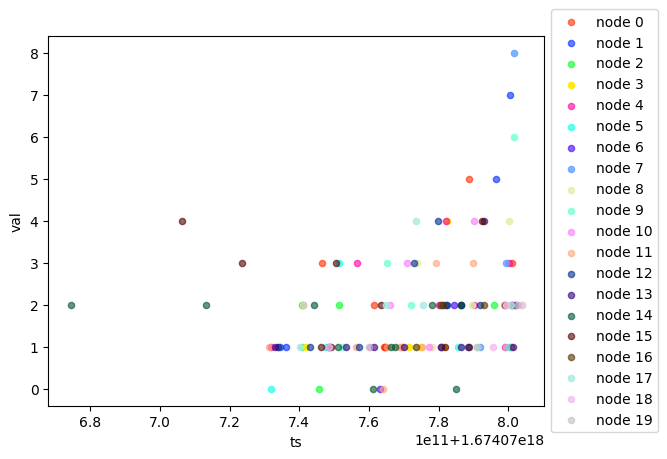 val
8
7
6
5
4
3
2
1
0
6.8 7.0 7.2 7.4 7.6 7.8 8.0
ts
1e11+1.67407e18
node 0
node 1
node 2
node 3
node 4
node 5
node 6
node 7
node 8
node 9
node 10
node 11
node 12
node 13
node 14
node 15
node 16
node 17
node 18
node 19